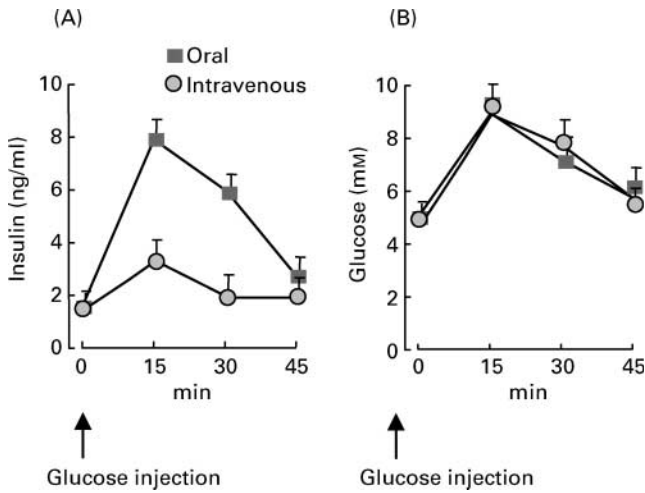 (A)
Oral
Intravenous
Insulin (ng/ml)
10
8
6
4
2
0
0 15 30 45
min
Glucose injection
(B)
Glucose (mM)
10
8
6
4
2
0
0 15 30 45
min
Glucose injection